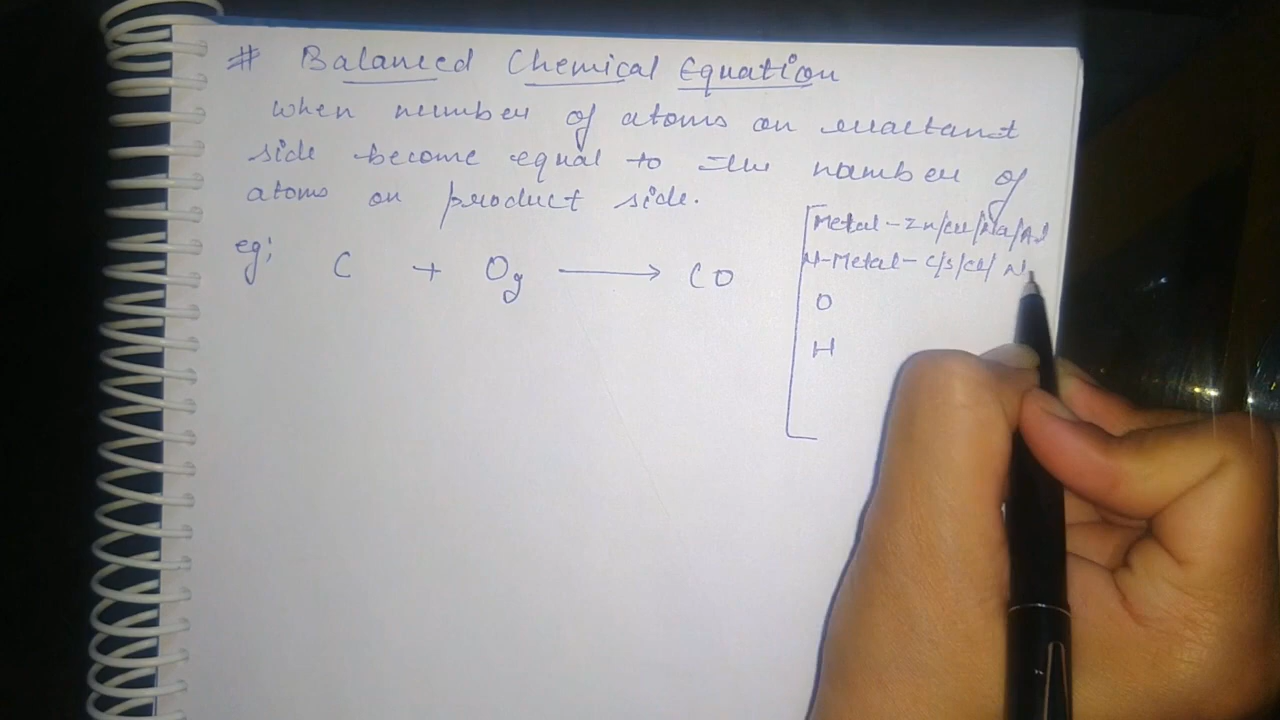 # Balanced Chemical Equation
when number of atoms on reactant
side become equal to the number of
atoms on product side.
eg: C + O2 ⟶ CO
Metal - Zn/Cu/Na/Al
N-Metal - C/S/Cl/N
O
H